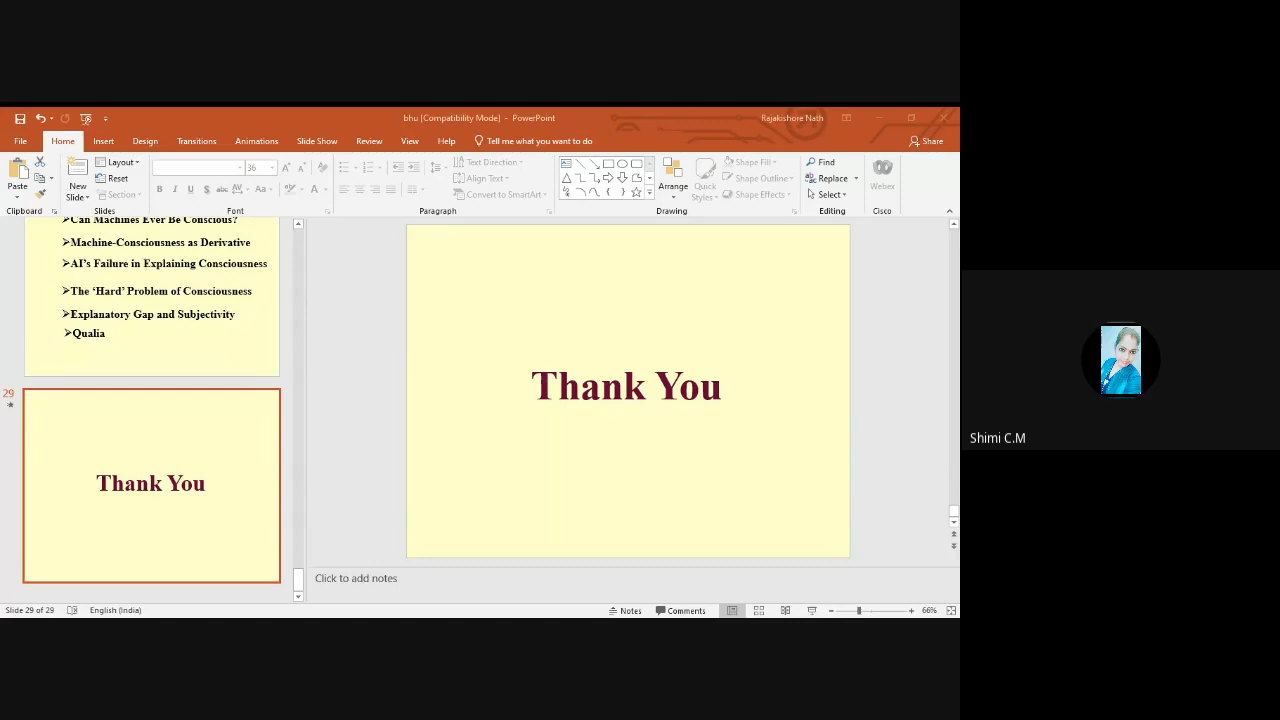 bhu [Compatibility Mode] - PowerPoint
Rajakishore Nath
File Home Insert Design Transitions Animations Slide Show Review View Help Tell me what you want to do Share
Paste
New
Slide
Layout
Reset
Section
36
B I U S abc AV Aa A
Text Direction
Align Text
Convert to SmartArt
Arrange
Quick
Styles
Shape Fill
Shape Outline
Shape Effects
Find
Replace
Select
Webex
Clipboard Slides Font Paragraph Drawing Editing Cisco
➢Can Machines Ever Be Conscious?
➢Machine-Consciousness as Derivative
➢AI's Failure in Explaining Consciousness
➢The ‘Hard’ Problem of Consciousness
➢Explanatory Gap and Subjectivity
➢Qualia
29
Thank You
Thank You
Click to add notes
Slide 29 of 29 English (India) Notes Comments 66%
Shimi C.M